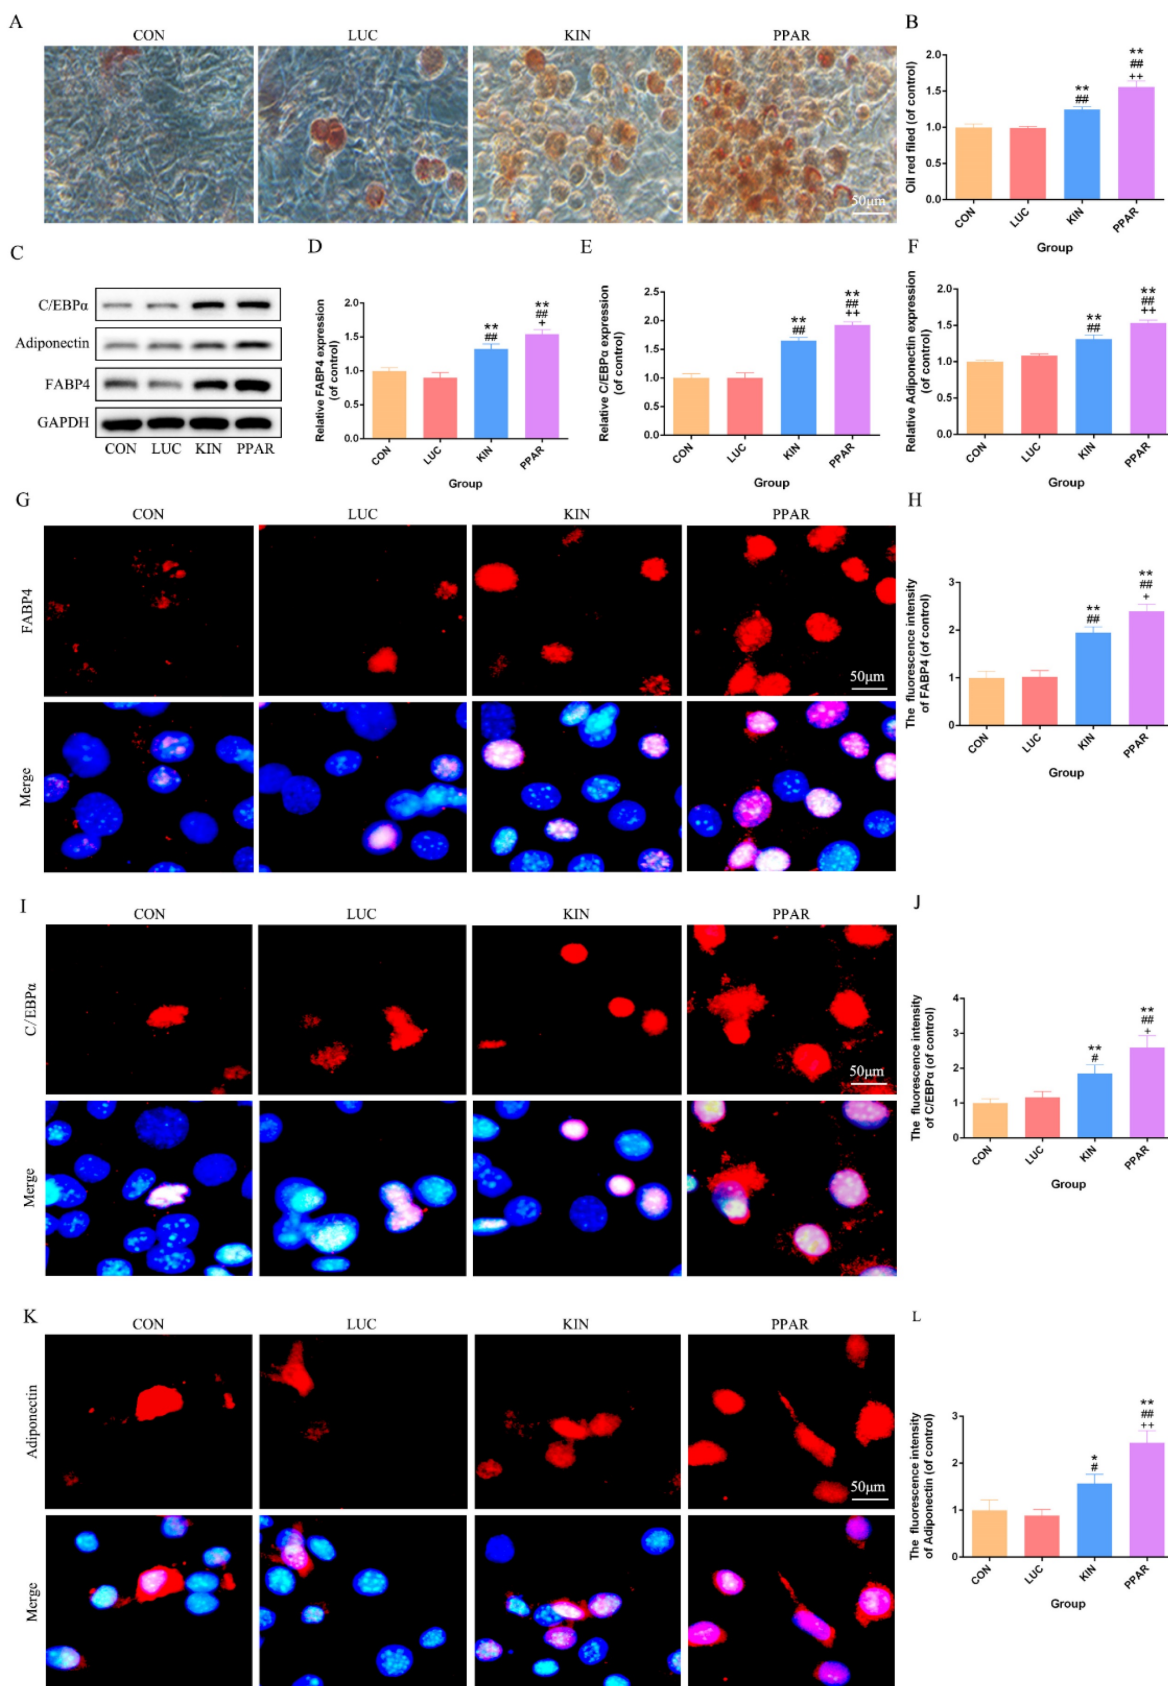 A
CON LUC KIN PPAR
50μm
B
Oil red filed (of control)
2.0
1.5
1.0
0.5
0.0
** ## ** ## ++
CON LUC KIN PPAR
Group
C
C/EBPα
Adiponectin
FABP4
GAPDH
CON LUC KIN PPAR
D
Relative FABP4 expression
(of control)
2.0
1.5
1.0
0.5
0.0
** ## ** ## +
CON LUC KIN PPAR
Group
E
Relative C/EBPα expression
(of control)
2.5
2.0
1.5
1.0
0.5
0.0
** ## ** ## ++
CON LUC KIN PPAR
Group
F
Relative Adiponectin expression
(of control)
2.0
1.5
1.0
0.5
0.0
** ## ** ## ++
CON LUC KIN PPAR
Group
G
CON LUC KIN PPAR
FABP4
50μm
Merge
H
The fluorescence intensity
of FABP4 (of control)
3
2
1
0
** ## ** ## +
CON LUC KIN PPAR
Group
I
CON LUC KIN PPAR
C/EBPα
50μm
Merge
J
The fluorescence intensity
of C/EBPα (of control)
4
3
2
1
0
** # ** ## +
CON LUC KIN PPAR
Group
K
CON LUC KIN PPAR
Adiponectin
50μm
Merge
L
The fluorescence intensity
of Adiponectin (of control)
3
2
1
0
* # ** ## ++
CON LUC KIN PPAR
Group